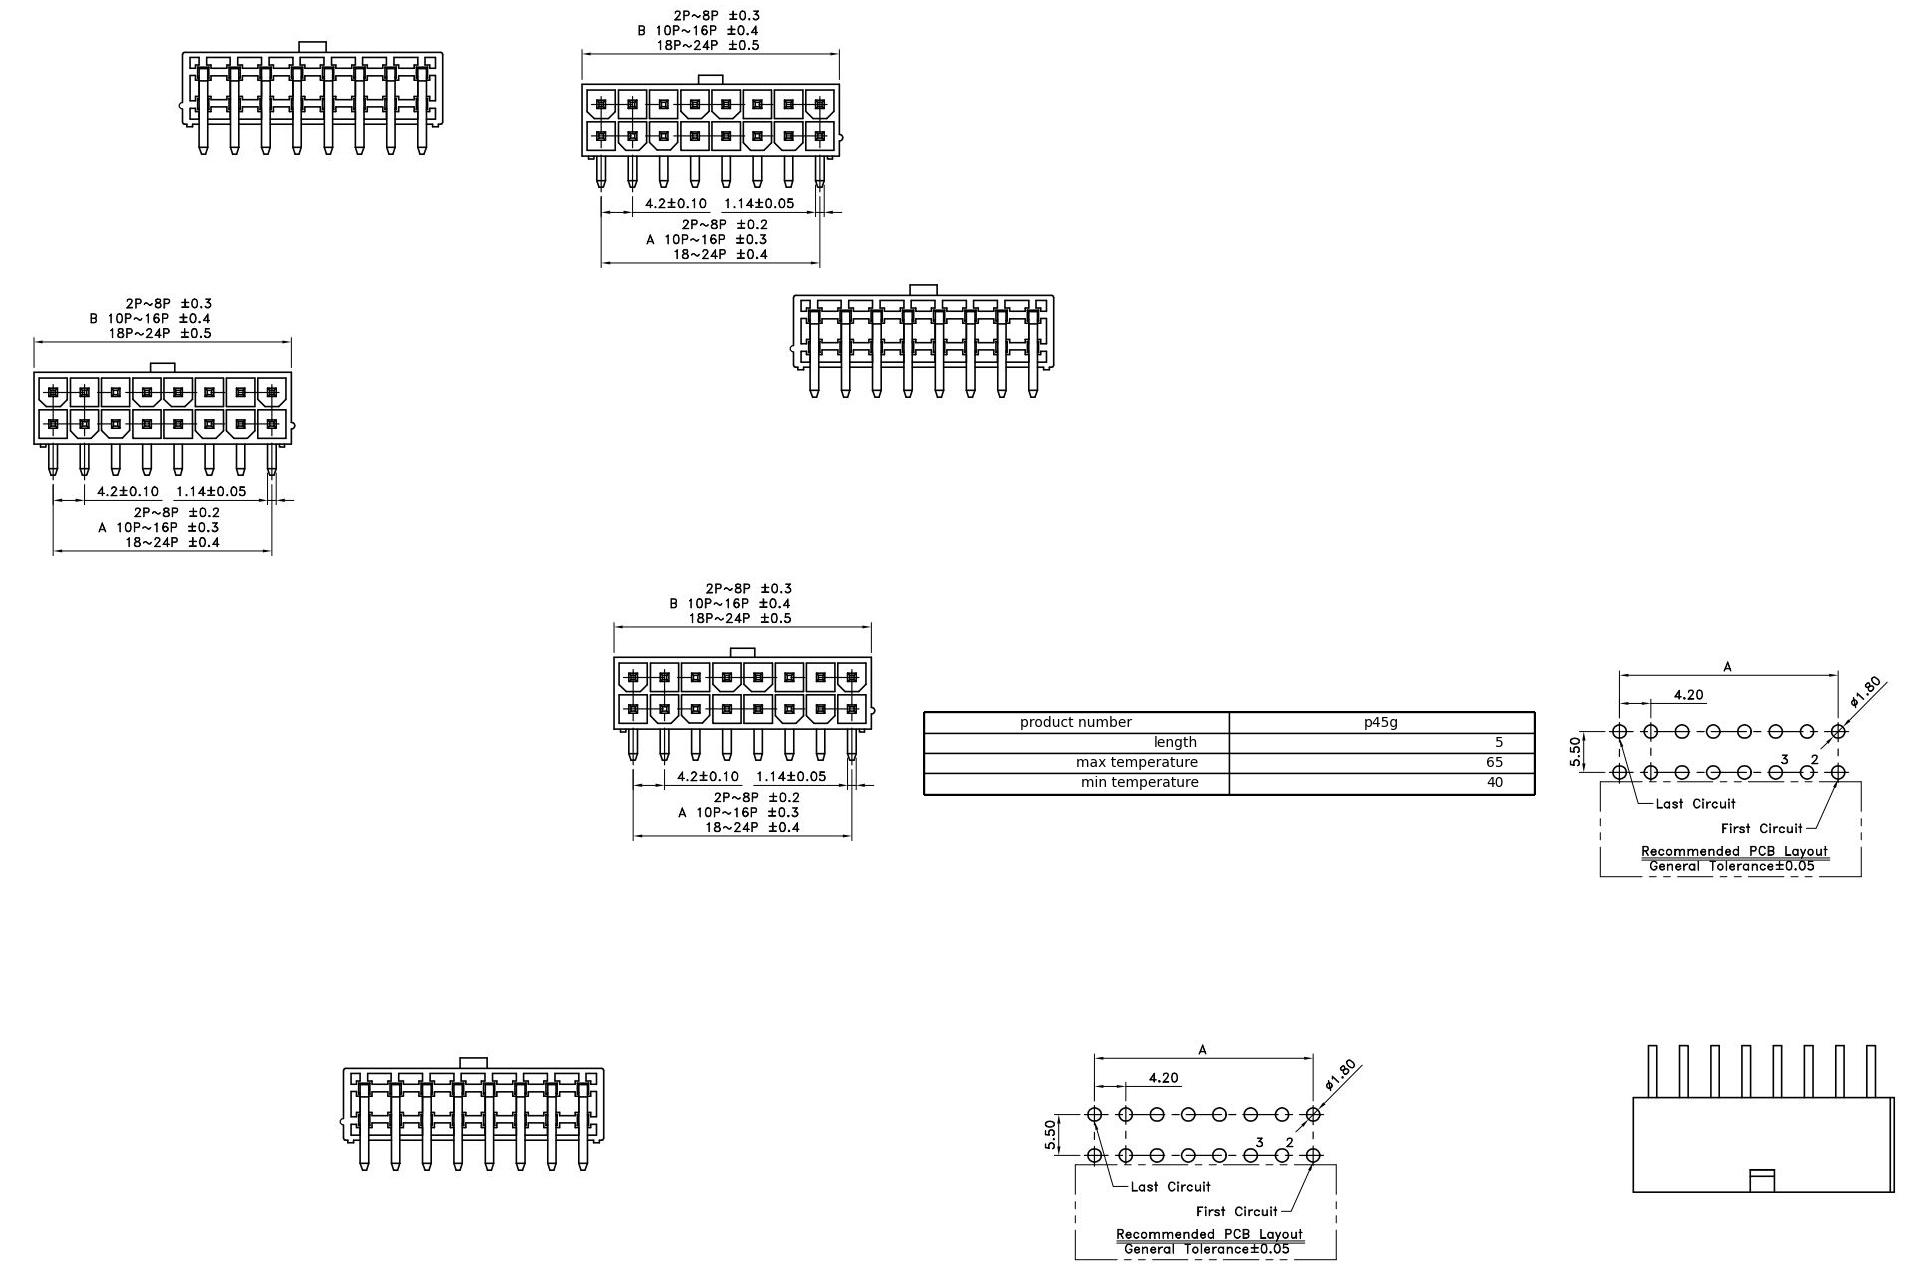 2P~8P ±0.3
B 10P~16P ±0.4
18P~24P ±0.5
4.2±0.10 1.14±0.05
2P~8P ±0.2
A 10P~16P ±0.3
18~24P ±0.4
2P~8P ±0.3
B 10P~16P ±0.4
18P~24P ±0.5
4.2±0.10 1.14±0.05
2P~8P ±0.2
A 10P~16P ±0.3
18~24P ±0.4
2P~8P ±0.3
B 10P~16P ±0.4
18P~24P ±0.5
4.2±0.10 1.14±0.05
2P~8P ±0.2
A 10P~16P ±0.3
18~24P ±0.4
product number p45g
length 5
max temperature 65
min temperature 40
A
4.20
ø1.80
5.50
3 2
Last Circuit
First Circuit
Recommended PCB Layout
General Tolerance±0.05
A
4.20
ø1.80
5.50
3 2
Last Circuit
First Circuit
Recommended PCB Layout
General Tolerance±0.05